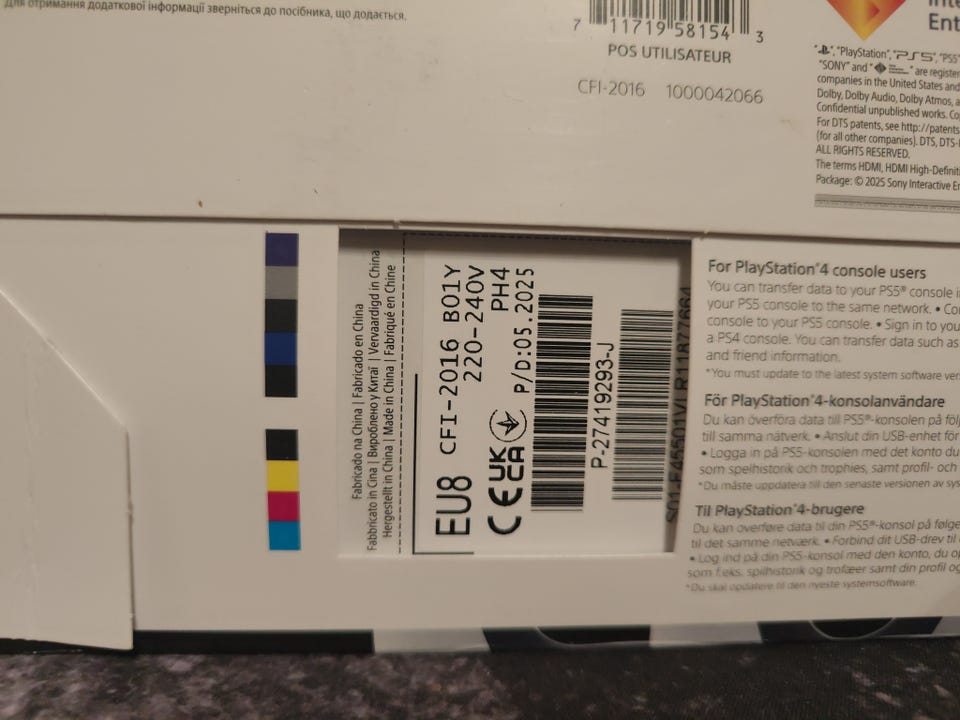 Для отримання додаткової інформації зверніться до посібника, що додається.
7 11719 58154 3
POS UTILISATEUR
CFI-2016 1000042066
Ent
"PlayStation", "PS5", "PS5
"SONY" and " " are register
companies in the United States and
Dolby, Dolby Audio, Dolby Atmos, a
Confidential unpublished works. Co
For DTS patents, see http://patents
(for all other companies). DTS, DTS-
ALL RIGHTS RESERVED.
The terms HDMI, HDMI High-Definiti
Package: © 2025 Sony Interactive E
Fabricado na China | Fabricado en China
Fabbricato in Cina | Вироблено у Китаї | Vervaardigd in China
Hergestellt in China | Made in China | Fabriqué en Chine
EU8 CFI-2016 B01Y
220-240V
PH4
CE UKCA P/D:05.2025
P-27419293-J
For PlayStation®4 console users
You can transfer data to your PS5® console i
your PS5 console to the same network. • Co
console to your PS5 console. • Sign in to you
a PS4 console. You can transfer data such as
and friend information.
*You must update to the latest system software ver
För PlayStation®4-konsolanvändare
Du kan överföra data till PS5®-konsolen på följ
till samma nätverk. • Anslut din USB-enhet för
• Logga in på PS5-konsolen med det konto du
som spelhistorik och trophies, samt profil- och
*Du måste uppdatera till den senaste versionen av sys
Til PlayStation®4-brugere
Du kan overføre data til din PS5®-konsol på følge
til det samme netværk. • Forbind dit USB-drev til
• Log ind på din PS5-konsol med den konto, du op
som f.eks. spilhistorik og trofæer samt din profil og
*Du skal opdatere til den nyeste systemsoftware.